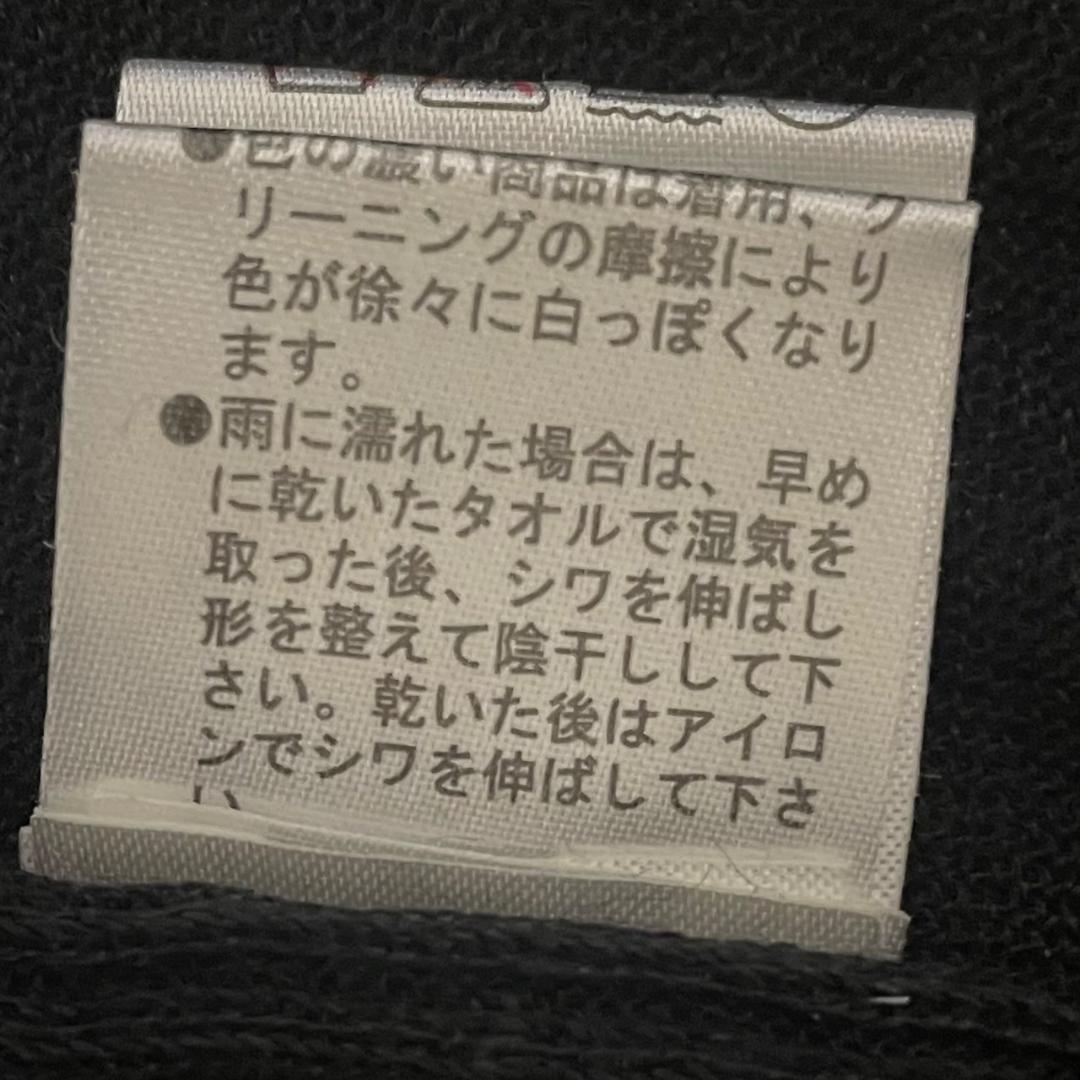 ●色の濃い商品は着用、ク
リーニングの摩擦により
色が徐々に白っぽくなり
ます。
●雨に濡れた場合は、早め
に乾いたタオルで湿気を
取った後、シワを伸ばし
形を整えて陰干しして下
さい。乾いた後はアイロ
ンでシワを伸ばして下さ
い